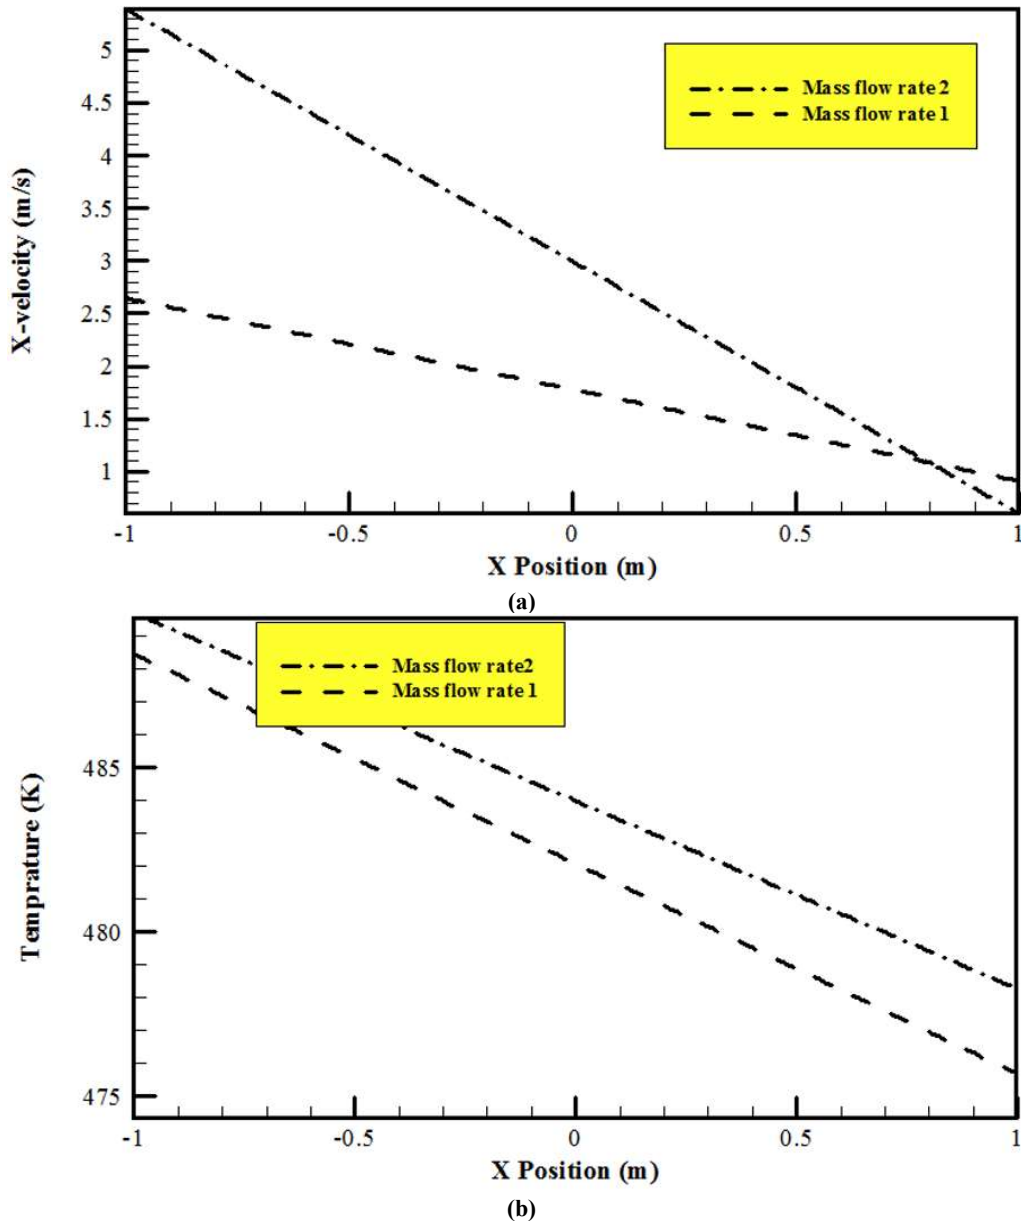 5
4.5
4
3.5
3
2.5
2
1.5
1
X-velocity (m/s)
Mass flow rate 2
Mass flow rate 1
-1 -0.5 0 0.5 1
X Position (m)
(a)
485
480
475
Temprature (K)
Mass flow rate2
Mass flow rate 1
-1 -0.5 0 0.5 1
X Position (m)
(b)